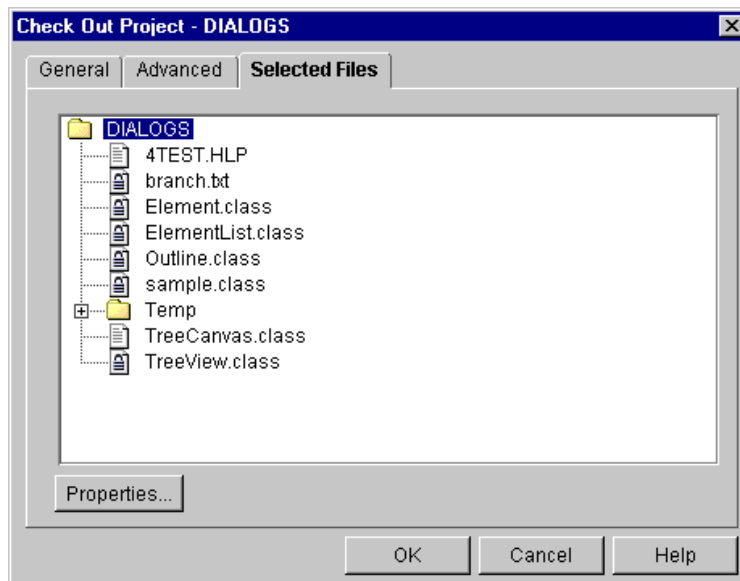 Check Out Project - DIALOGS
General Advanced Selected Files
DIALOGS
4TEST.HLP
branch.txt
Element.class
ElementList.class
Outline.class
sample.class
Temp
TreeCanvas.class
TreeView.class
Properties...
OK Cancel Help